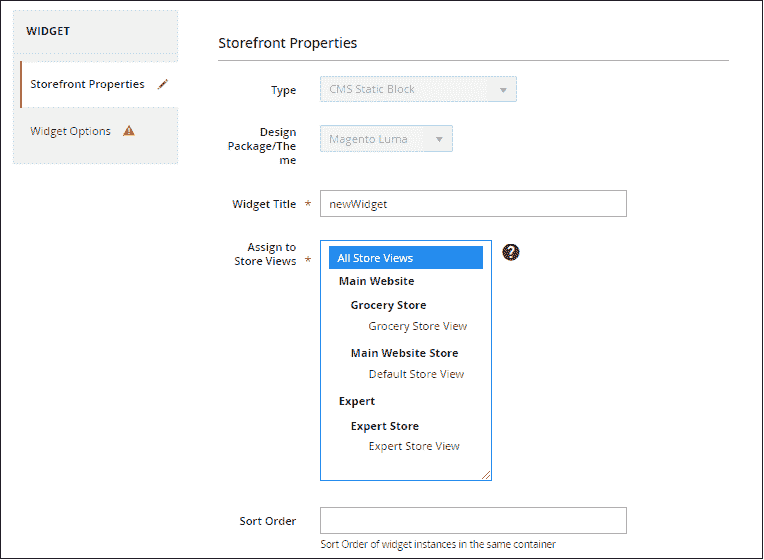 WIDGET
Storefront Properties
Widget Options
Storefront Properties
Type
CMS Static Block
Design
Package/The
me
Magento Luma
Widget Title *
newWidget
Assign to
Store Views *
All Store Views
Main Website
Grocery Store
Grocery Store View
Main Website Store
Default Store View
Expert
Expert Store
Expert Store View
?
Sort Order
Sort Order of widget instances in the same container